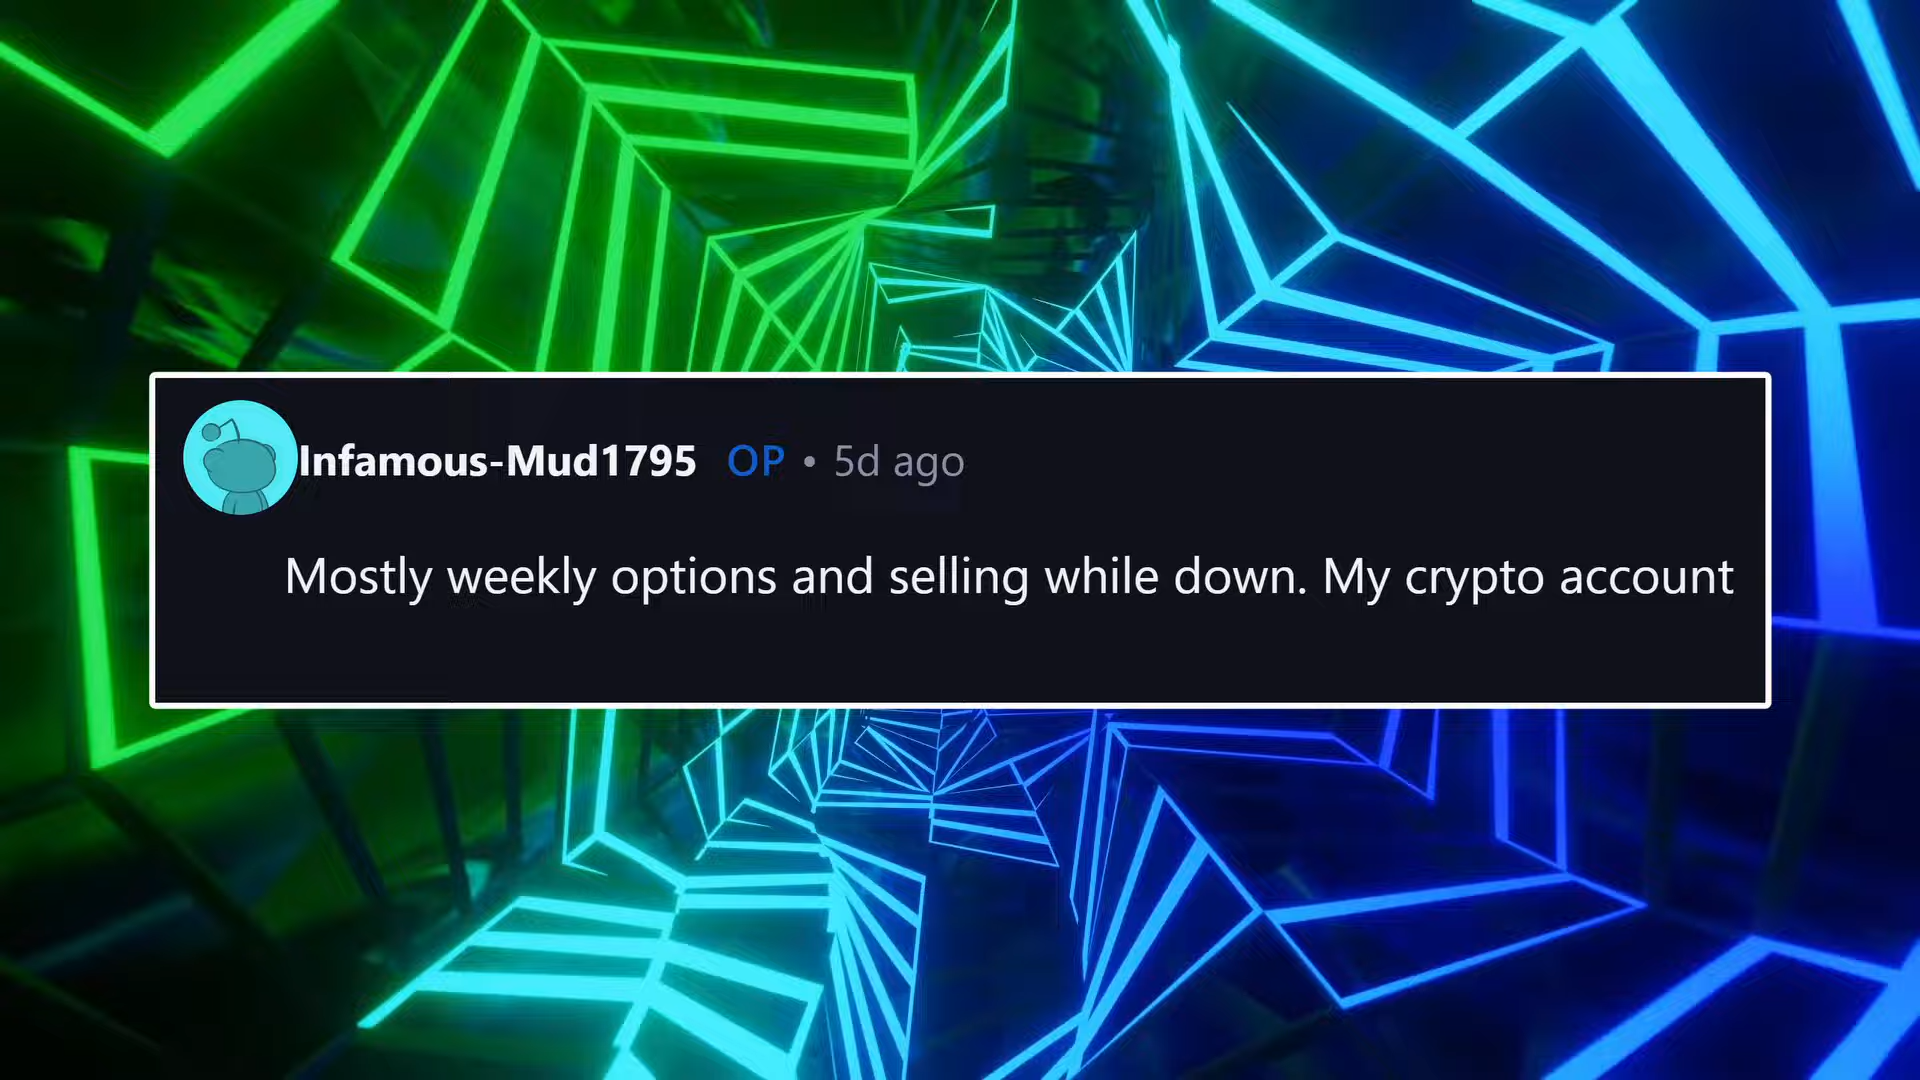 Infamous-Mud1795 OP • 5d ago
Mostly weekly options and selling while down. My crypto account